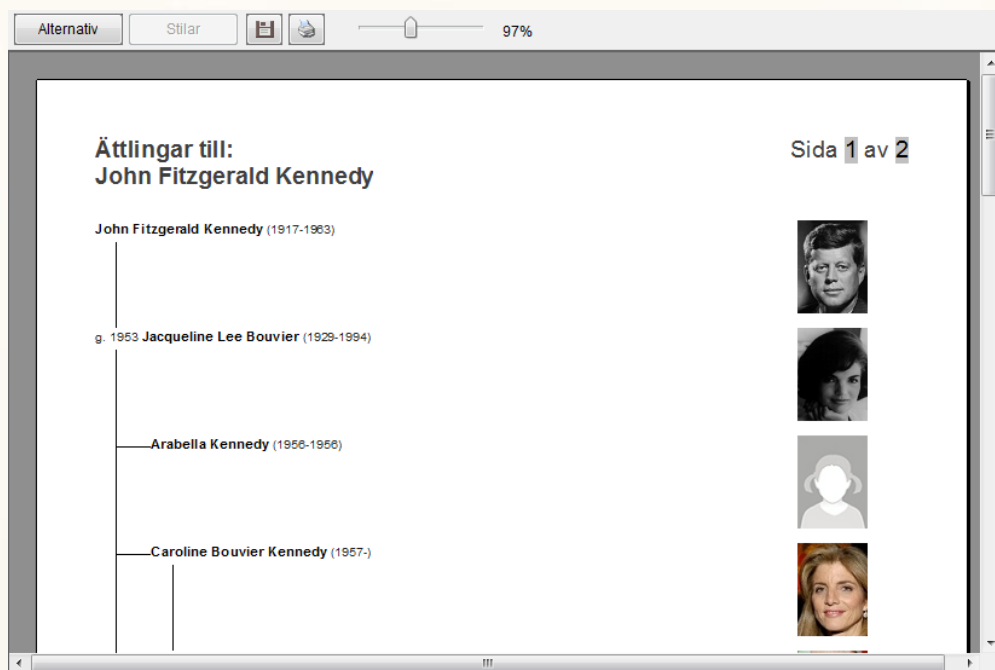 Alternativ Stilar 97%
Ättlingar till: Sida 1 av 2
John Fitzgerald Kennedy
John Fitzgerald Kennedy (1917-1963)
g. 1953 Jacqueline Lee Bouvier (1929-1994)
Arabella Kennedy (1956-1956)
Caroline Bouvier Kennedy (1957-)